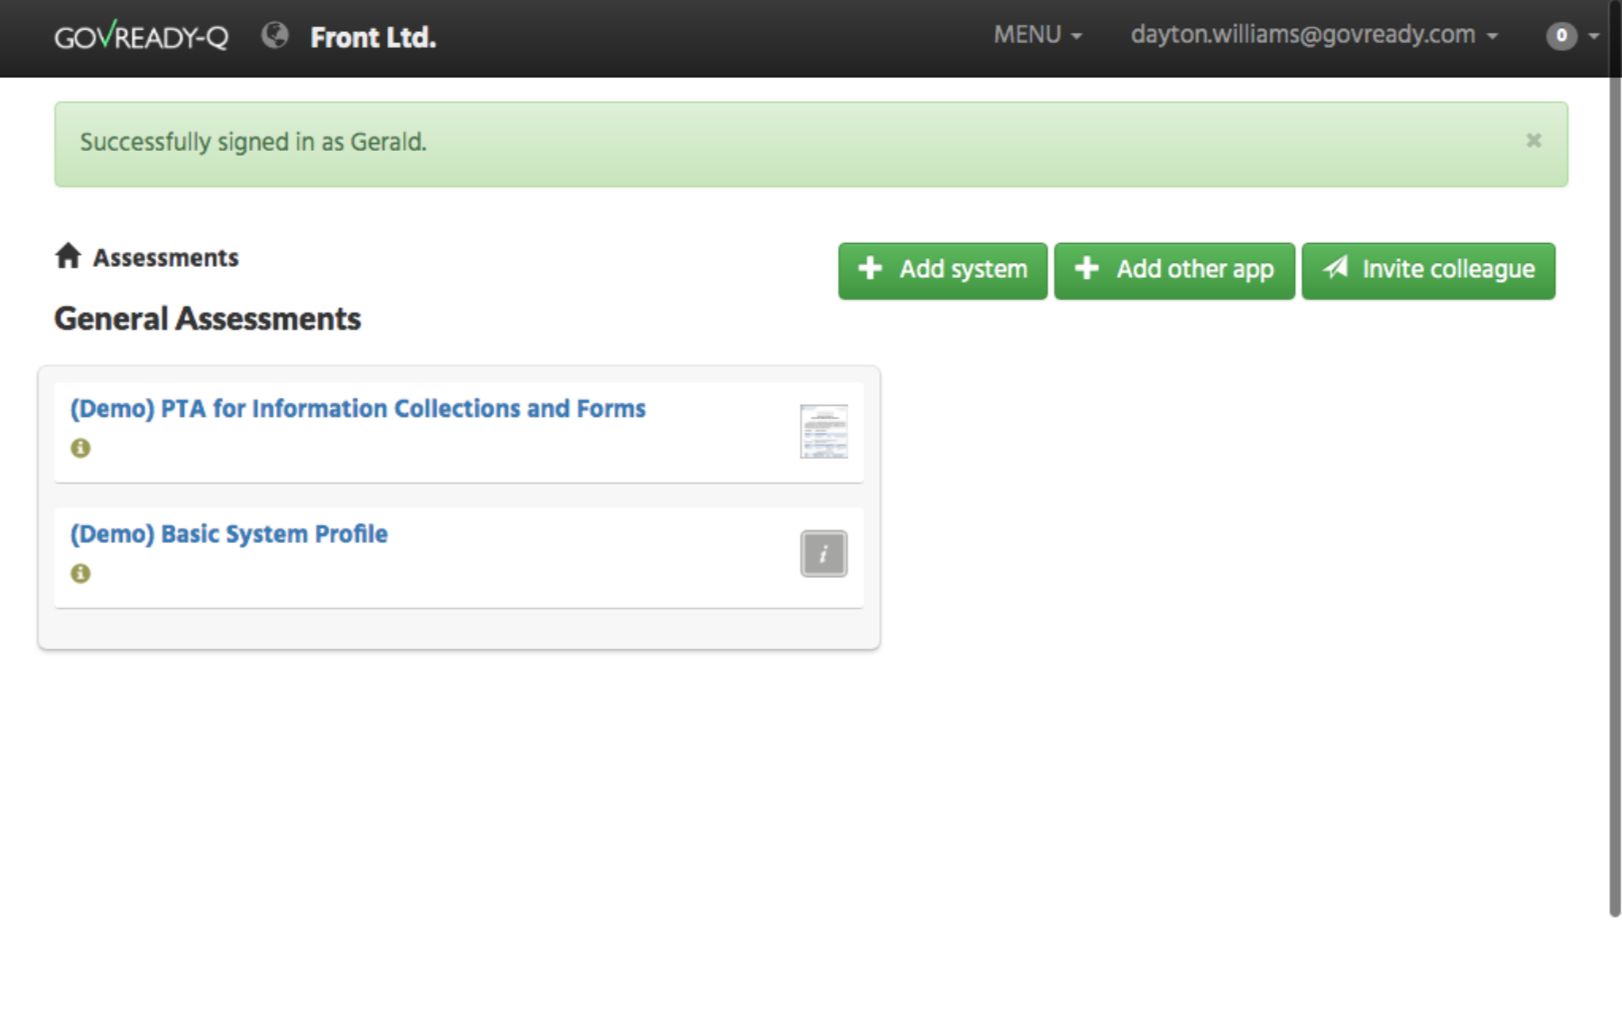 GOVREADY-Q Front Ltd. MENU dayton.williams@govready.com 0
Successfully signed in as Gerald. ×
Assessments
Add system Add other app Invite colleague
General Assessments
(Demo) PTA for Information Collections and Forms
(Demo) Basic System Profile